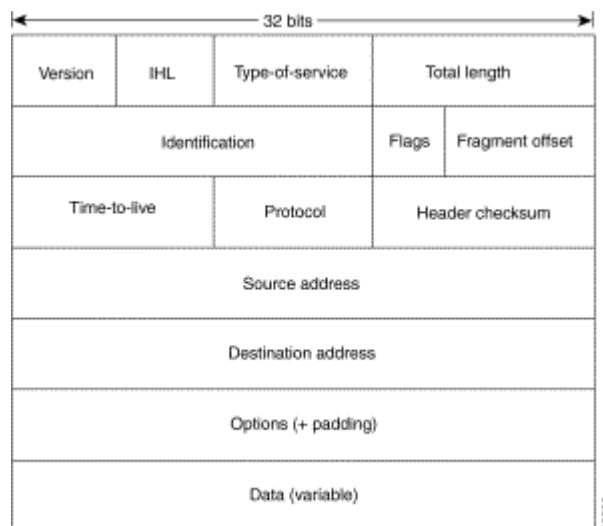 32 bits
Version IHL Type-of-service Total length
Identification Flags Fragment offset
Time-to-live Protocol Header checksum
Source address
Destination address
Options (+ padding)
Data (variable)